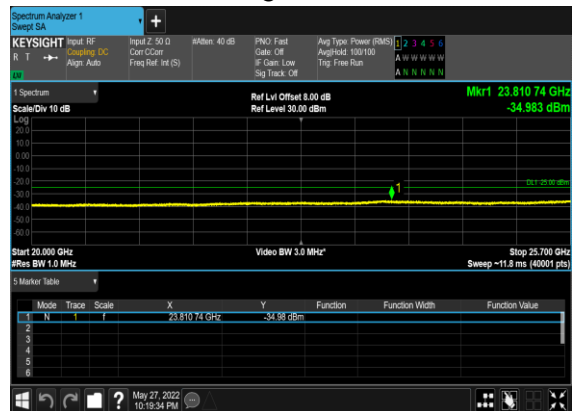 Spectrum Analyzer 1
Swept SA
+
KEYSIGHT Input: RF Input Z: 50 Ω #Atten: 40 dB PNO: Fast Avg Type: Power (RMS) 1 2 3 4 5 6
R T Coupling: DC Corr CCorr Gate: Off Avg|Hold: 100/100 A W W W W W
Align: Auto Freq Ref: Int (S) IF Gain: Low Trig: Free Run
Sig Track: Off A N N N N N
1 Spectrum Ref Lvl Offset 8.00 dB Mkr1 23.810 74 GHz
Scale/Div 10 dB Ref Level 30.00 dBm -34.983 dBm
Log
20.0
10.0
0.00
-10.0
-20.0
1
DL1 -25.00 dBm
-30.0
-40.0
-50.0
-60.0
Start 20.000 GHz Video BW 3.0 MHz* Stop 25.700 GHz
#Res BW 1.0 MHz Sweep ~11.8 ms (40001 pts)
5 Marker Table
Mode Trace Scale X Y Function Function Width Function Value
1 N 1 f 23.810 74 GHz -34.98 dBm
2
3
4
5
6
? May 27, 2022
10:19:34 PM